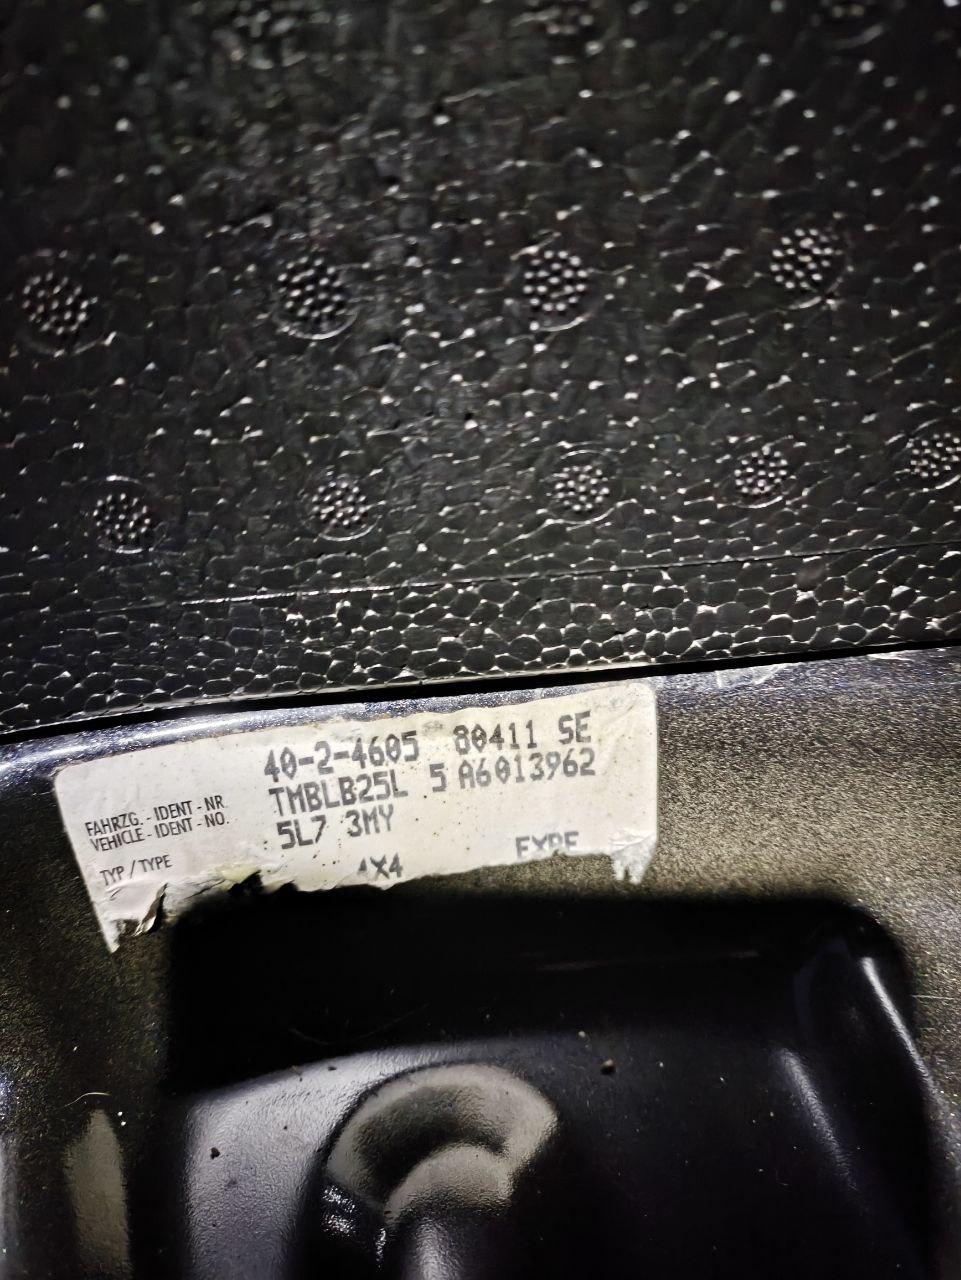 40-2-4605 80411 SE
FAHRZG. - IDENT - NR. TMBLB25L 5 A6013962
VEHICLE - IDENT - NO.
TYP / TYPE 5L7 3MY
4X4